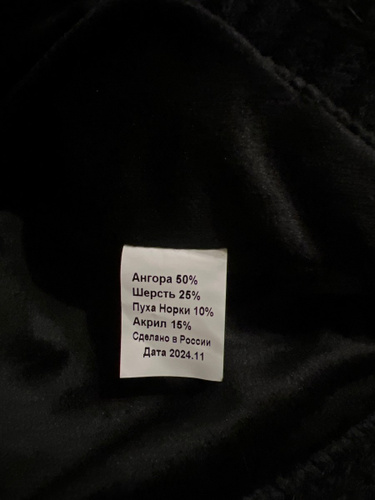 Ангора 50%
Шерсть 25%
Пуха Норки 10%
Акрил 15%
Сделано в России
Дата 2024.11